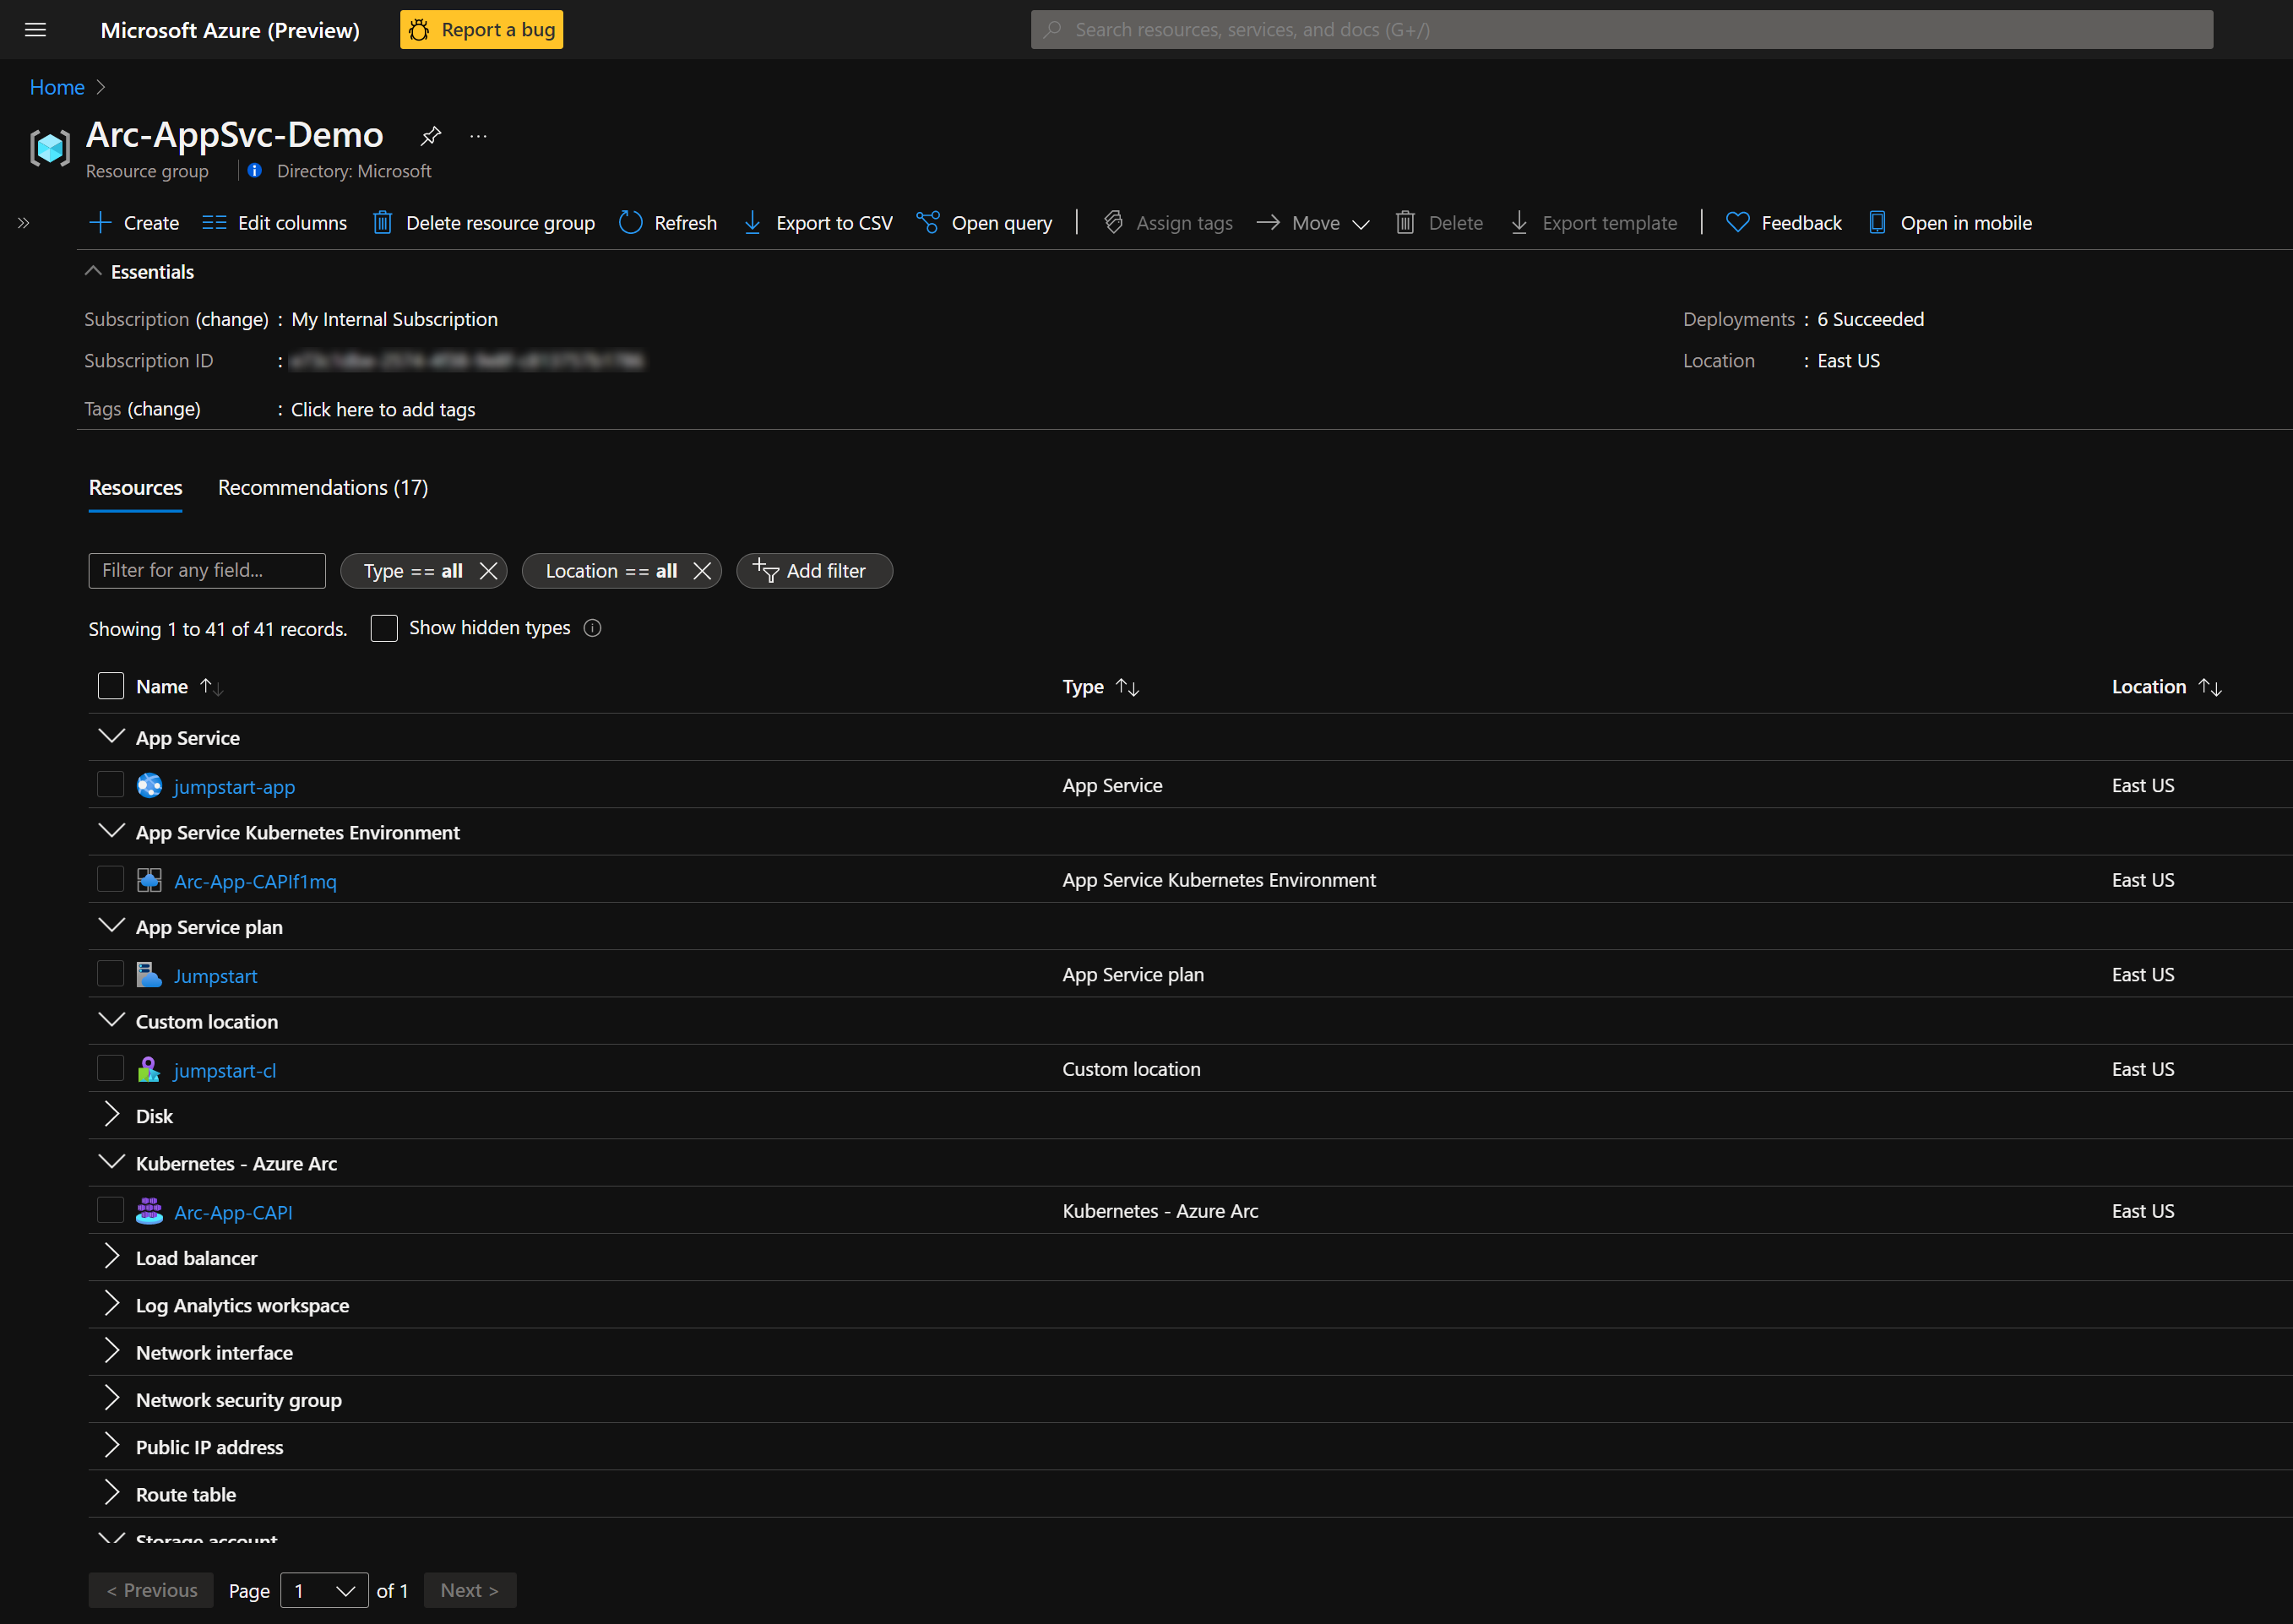 Microsoft Azure (Preview) Report a bug Search resources, services, and docs (G+/)
Home
Arc-AppSvc-Demo ...
Resource group Directory: Microsoft
Create Edit columns Delete resource group Refresh Export to CSV Open query Assign tags Move Delete Export template Feedback Open in mobile
Essentials
Subscription (change) : My Internal Subscription Deployments : 6 Succeeded
Subscription ID : Location : East US
Tags (change) : Click here to add tags
Resources Recommendations (17)
Filter for any field... Type == all Location == all Add filter
Showing 1 to 41 of 41 records. Show hidden types
Name Type Location
App Service
jumpstart-app App Service East US
App Service Kubernetes Environment
Arc-App-CAPIf1mq App Service Kubernetes Environment East US
App Service plan
Jumpstart App Service plan East US
Custom location
jumpstart-cl Custom location East US
Disk
Kubernetes - Azure Arc
Arc-App-CAPI Kubernetes - Azure Arc East US
Load balancer
Log Analytics workspace
Network interface
Network security group
Public IP address
Route table
Storage account
< Previous Page 1 of 1 Next >